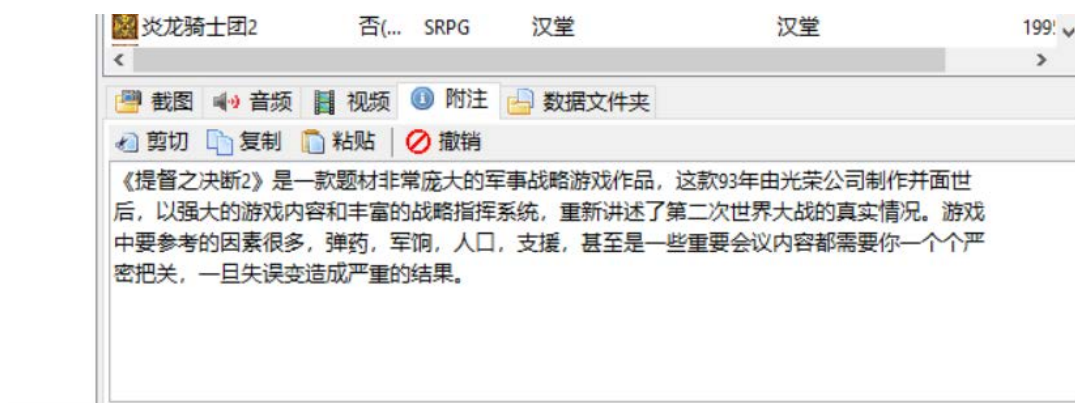 炎龙骑士团2 否(... SRPG 汉堂 汉堂 199
截图 音频 视频 附注 数据文件夹
剪切 复制 粘贴 撤销
《提督之决断2》是一款题材非常庞大的军事战略游戏作品，这款93年由光荣公司制作并面世
后，以强大的游戏内容和丰富的战略指挥系统，重新讲述了第二次世界大战的真实情况。游戏
中要参考的因素很多，弹药，军饷，人口，支援，甚至是一些重要会议内容都需要你一个个严
密把关，一旦失误变造成严重的结果。